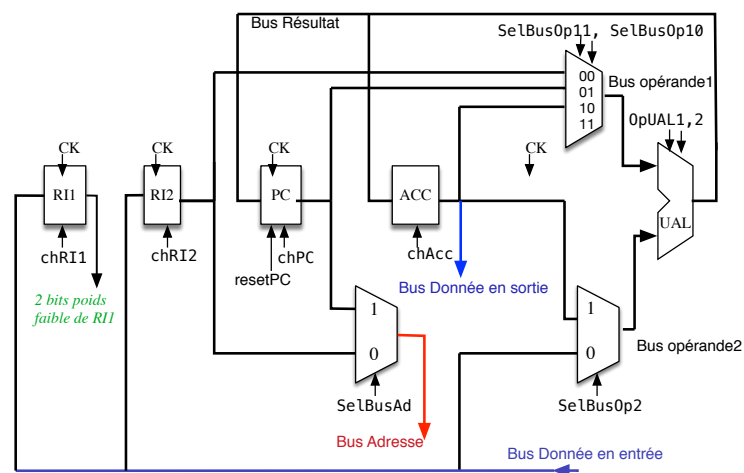 Bus Résultat
SelBusOp11, SelBusOp10
00
01
10
11
Bus opérande1
OpUAL1,2
CK
CK
CK
CK
RI1
RI2
PC
ACC
UAL
chRI1
chRI2
chPC
resetPC
chAcc
2 bits poids
faible de RI1
Bus Donnée en sortie
1
0
1
0
Bus opérande2
SelBusAd
SelBusOp2
Bus Adresse
Bus Donnée en entrée